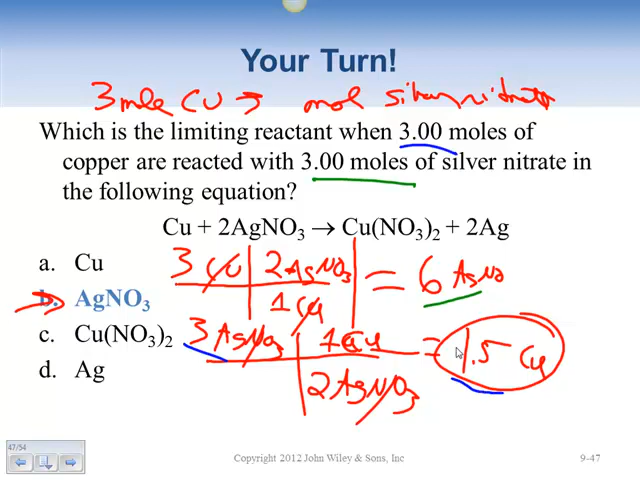 Your Turn!
3 mole Cu → mol silver nitrate
Which is the limiting reactant when 3.00 moles of
copper are reacted with 3.00 moles of silver nitrate in
the following equation?
Cu + 2AgNO₃ → Cu(NO₃)₂ + 2Ag
a. Cu
b. AgNO₃
c. Cu(NO₃)₂
d. Ag
3 Cu 2 AgNO₃ = 6 AgNO
1 Cu
3 AgNO₃ 1 Cu = 1.5 Cu
2 AgNO₃
47/54
Copyright 2012 John Wiley & Sons, Inc
9-47